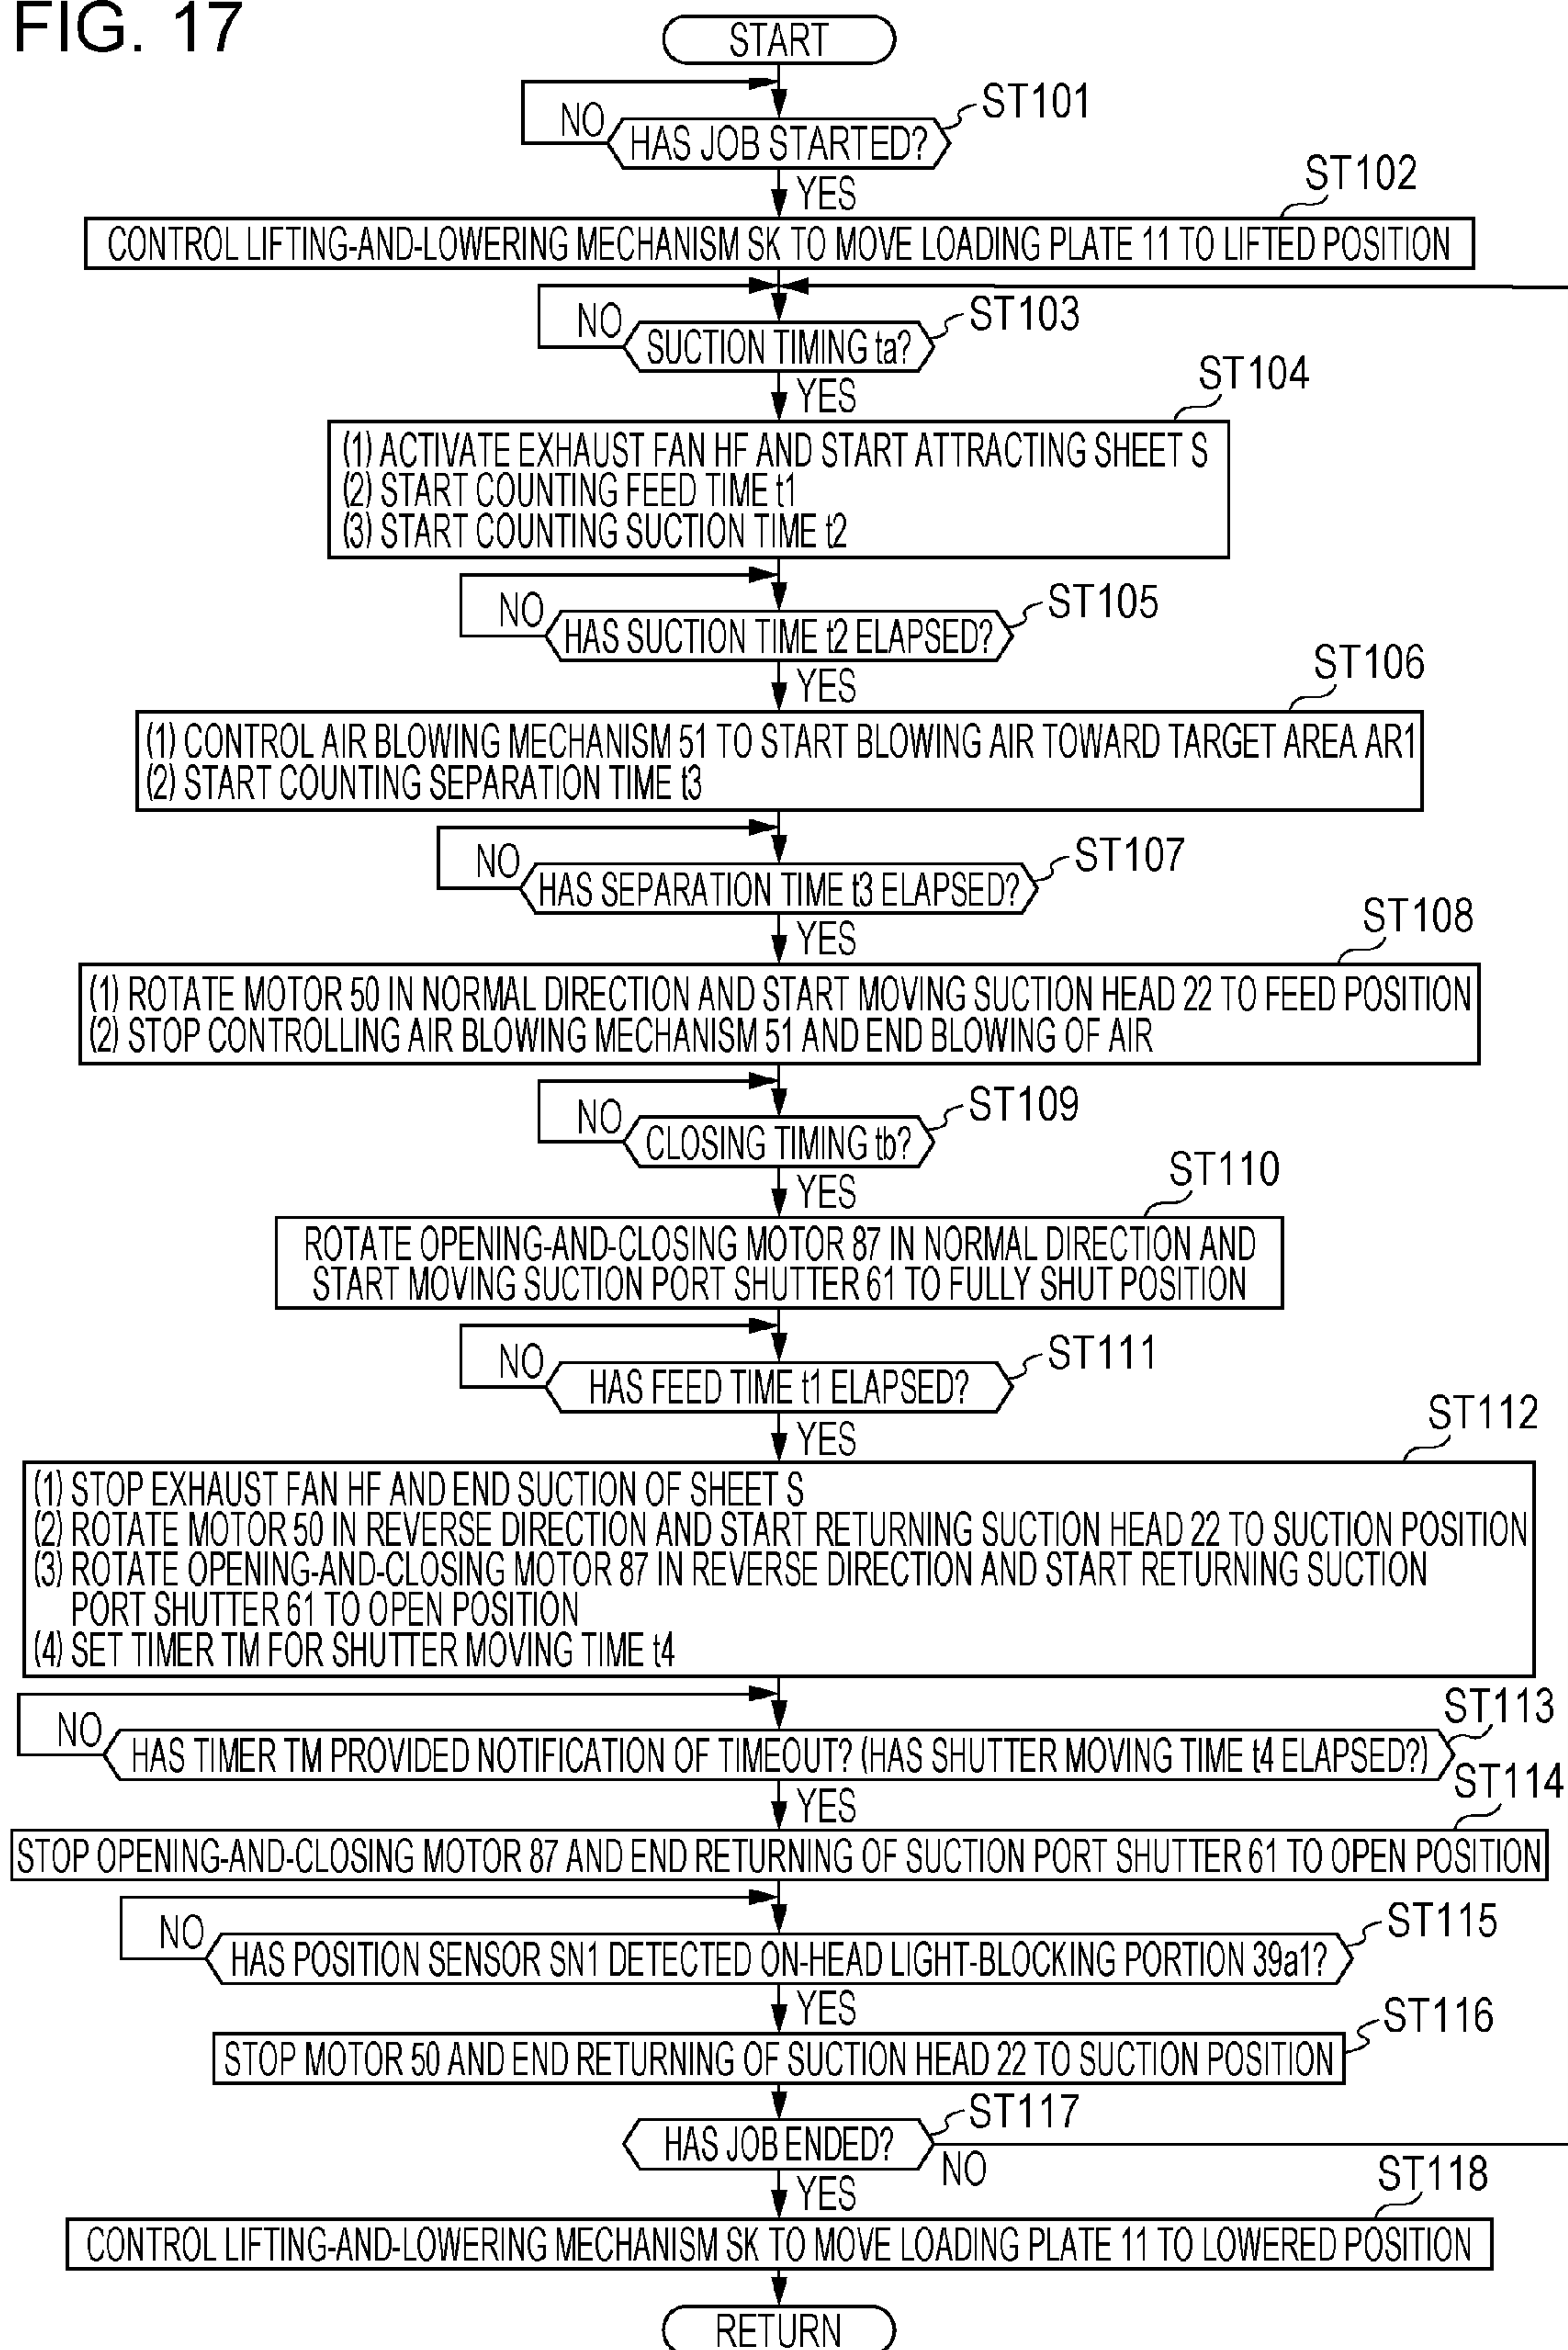 FIG. 17
START
NO
HAS JOB STARTED?
ST101
YES
ST102
CONTROL LIFTING-AND-LOWERING MECHANISM SK TO MOVE LOADING PLATE 11 TO LIFTED POSITION
NO
SUCTION TIMING ta?
ST103
YES
ST104
(1) ACTIVATE EXHAUST FAN HF AND START ATTRACTING SHEET S
(2) START COUNTING FEED TIME t1
(3) START COUNTING SUCTION TIME t2
NO
HAS SUCTION TIME t2 ELAPSED?
ST105
YES
ST106
(1) CONTROL AIR BLOWING MECHANISM 51 TO START BLOWING AIR TOWARD TARGET AREA AR1
(2) START COUNTING SEPARATION TIME t3
NO
HAS SEPARATION TIME t3 ELAPSED?
ST107
YES
ST108
(1) ROTATE MOTOR 50 IN NORMAL DIRECTION AND START MOVING SUCTION HEAD 22 TO FEED POSITION
(2) STOP CONTROLLING AIR BLOWING MECHANISM 51 AND END BLOWING OF AIR
NO
CLOSING TIMING tb?
ST109
YES
ST110
ROTATE OPENING-AND-CLOSING MOTOR 87 IN NORMAL DIRECTION AND
START MOVING SUCTION PORT SHUTTER 61 TO FULLY SHUT POSITION
NO
HAS FEED TIME t1 ELAPSED?
ST111
YES
ST112
(1) STOP EXHAUST FAN HF AND END SUCTION OF SHEET S
(2) ROTATE MOTOR 50 IN REVERSE DIRECTION AND START RETURNING SUCTION HEAD 22 TO SUCTION POSITION
(3) ROTATE OPENING-AND-CLOSING MOTOR 87 IN REVERSE DIRECTION AND START RETURNING SUCTION
PORT SHUTTER 61 TO OPEN POSITION
(4) SET TIMER TM FOR SHUTTER MOVING TIME t4
NO
HAS TIMER TM PROVIDED NOTIFICATION OF TIMEOUT? (HAS SHUTTER MOVING TIME t4 ELAPSED?)
ST113
YES
ST114
STOP OPENING-AND-CLOSING MOTOR 87 AND END RETURNING OF SUCTION PORT SHUTTER 61 TO OPEN POSITION
NO
HAS POSITION SENSOR SN1 DETECTED ON-HEAD LIGHT-BLOCKING PORTION 39a1?
ST115
YES
ST116
STOP MOTOR 50 AND END RETURNING OF SUCTION HEAD 22 TO SUCTION POSITION
HAS JOB ENDED?
ST117
NO
YES
ST118
CONTROL LIFTING-AND-LOWERING MECHANISM SK TO MOVE LOADING PLATE 11 TO LOWERED POSITION
RETURN